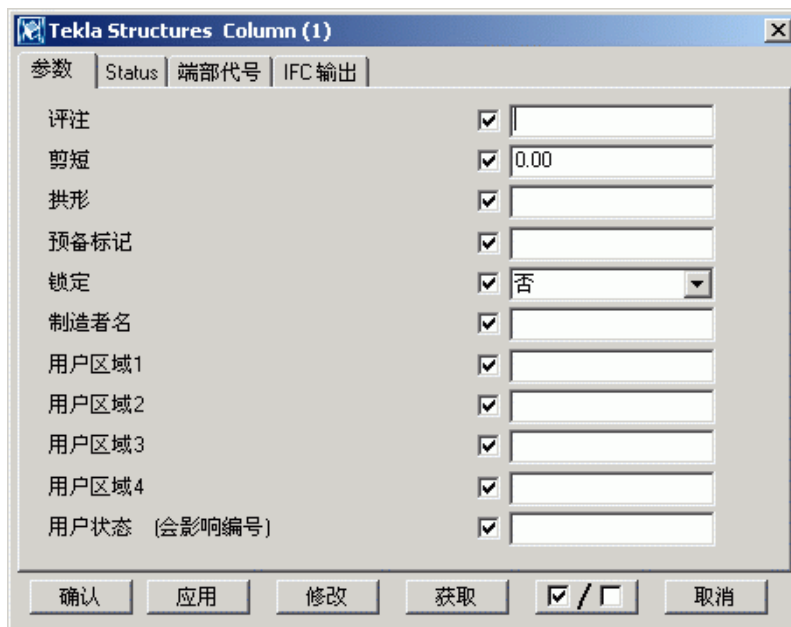 Tekla Structures Column (1)
参数 Status 端部代号 IFC 输出
评注
剪短 0.00
拱形
预备标记
锁定 否
制造者名
用户区域1
用户区域2
用户区域3
用户区域4
用户状态 (会影响编号)
确认 应用 修改 获取 / 取消